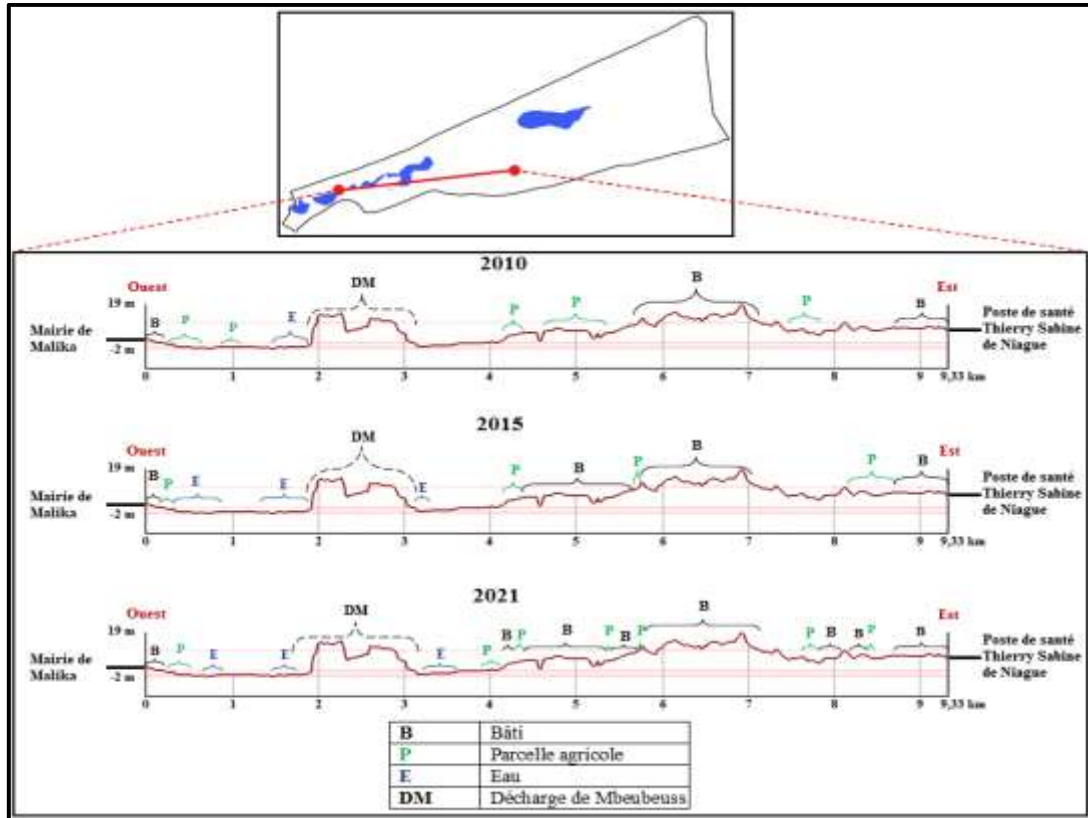 2010
DM
B
Ouest
Est
19 m
B P P E P P P B
Mairie de Malika
-2 m
Poste de santé Thierry Sabine de Niague
0 1 2 3 4 5 6 7 8 9 9,33 km
2015
DM
B
Ouest
Est
19 m
B P E E E P B P P B
Mairie de Malika
-2 m
Poste de santé Thierry Sabine de Niague
0 1 2 3 4 5 6 7 8 9 9,33 km
2021
DM
B
Ouest
Est
19 m
B P E E E P B P B P B P P B B P B
Mairie de Malika
-2 m
Poste de santé Thierry Sabine de Niague
0 1 2 3 4 5 6 7 8 9 9,33 km
B Bâti
P Parcelle agricole
E Eau
DM Décharge de Mbeubeuss